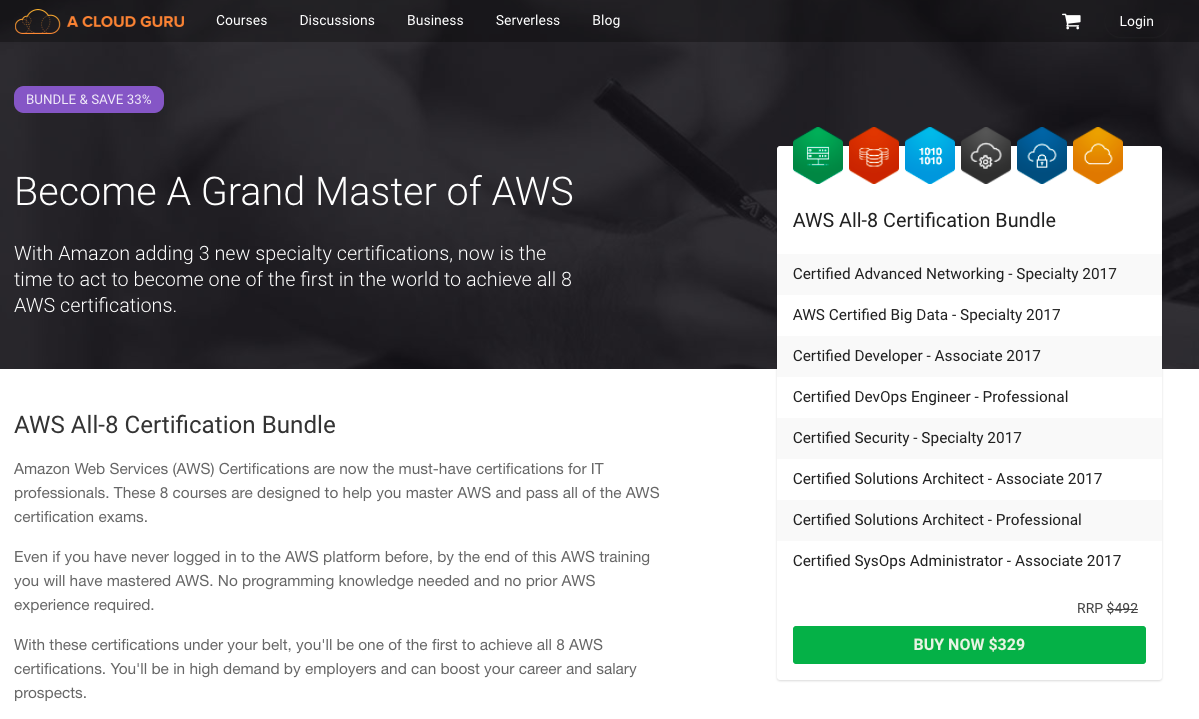 A CLOUD GURU
Courses
Discussions
Business
Serverless
Blog
Login
BUNDLE & SAVE 33%
Become A Grand Master of AWS
With Amazon adding 3 new specialty certifications, now is the
time to act to become one of the first in the world to achieve all 8
AWS certifications.
1010
1010
AWS All-8 Certification Bundle
Certified Advanced Networking - Specialty 2017
AWS Certified Big Data - Specialty 2017
Certified Developer - Associate 2017
Certified DevOps Engineer - Professional
Certified Security - Specialty 2017
Certified Solutions Architect - Associate 2017
Certified Solutions Architect - Professional
Certified SysOps Administrator - Associate 2017
RRP $492
BUY NOW $329
AWS All-8 Certification Bundle
Amazon Web Services (AWS) Certifications are now the must-have certifications for IT
professionals. These 8 courses are designed to help you master AWS and pass all of the AWS
certification exams.
Even if you have never logged in to the AWS platform before, by the end of this AWS training
you will have mastered AWS. No programming knowledge needed and no prior AWS
experience required.
With these certifications under your belt, you'll be one of the first to achieve all 8 AWS
certifications. You'll be in high demand by employers and can boost your career and salary
prospects.